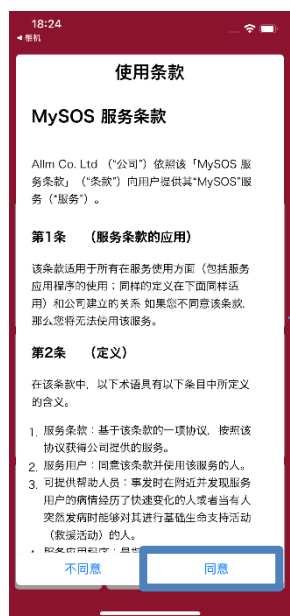 18:24
◀ 相机
使用条款
MySOS 服务条款
Allm Co. Ltd （“公司”）依照该「MySOS 服
务条款」（“条款”）向用户提供其“MySOS”服
务（“服务”）。
第1条 （服务条款的应用）
该条款适用于所有在服务使用方面（包括服务
应用程序的使用；同样的定义在下面同样适
用）和公司建立的关系 如果您不同意该条款，
那么您将无法使用该服务。
第2条 （定义）
在该条款中，以下术语具有以下条目中所定义
的含义。
1. 服务条款：基于该条款的一项协议，按照该
协议获得公司提供的服务。
2. 服务用户：同意该条款并使用该服务的人。
3. 可提供帮助人员：事发时在附近并发现服务
用户的病情经历了快速变化的人或者当有人
突然发病时能够对其进行基础生命支持活动
（救援活动）的人。
不同意
同意